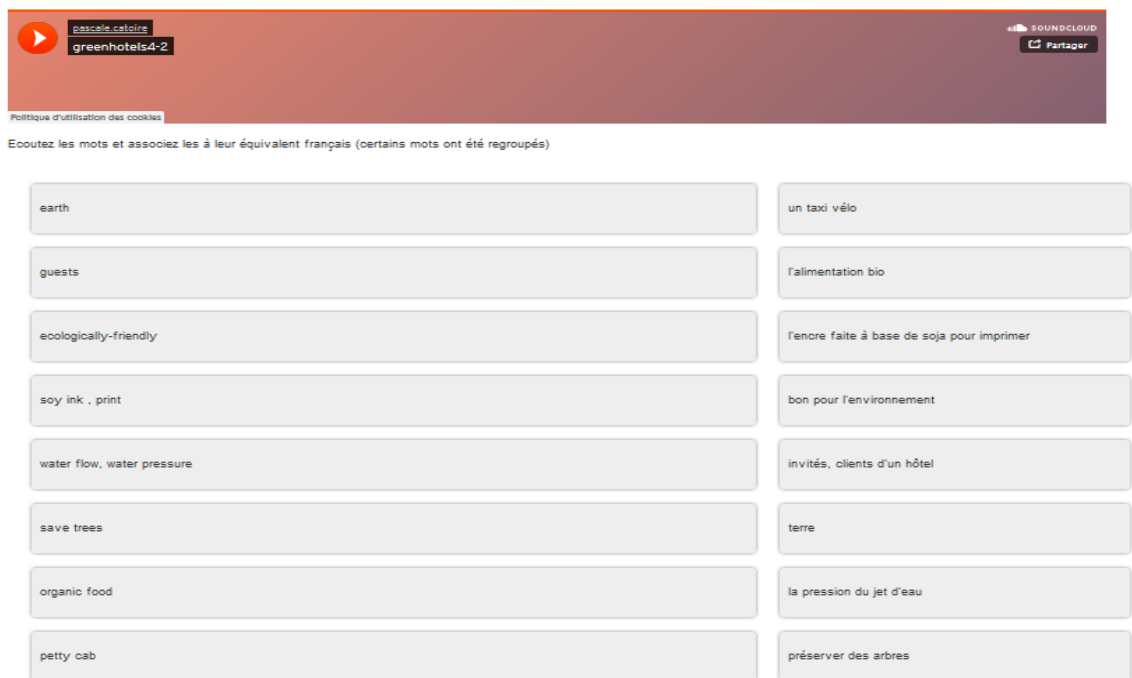 pascale.catoire
SOUNDCLOUD
greenhotels4-2
Partager
Politique d'utilisation des cookies
Ecoutez les mots et associez les à leur équivalent français (certains mots ont été regroupés)
earth
un taxi vélo
guests
l'alimentation bio
ecologically-friendly
l'encre faite à base de soja pour imprimer
soy ink , print
bon pour l'environnement
water flow, water pressure
invités, clients d'un hôtel
save trees
terre
organic food
la pression du jet d'eau
petty cab
préserver des arbres